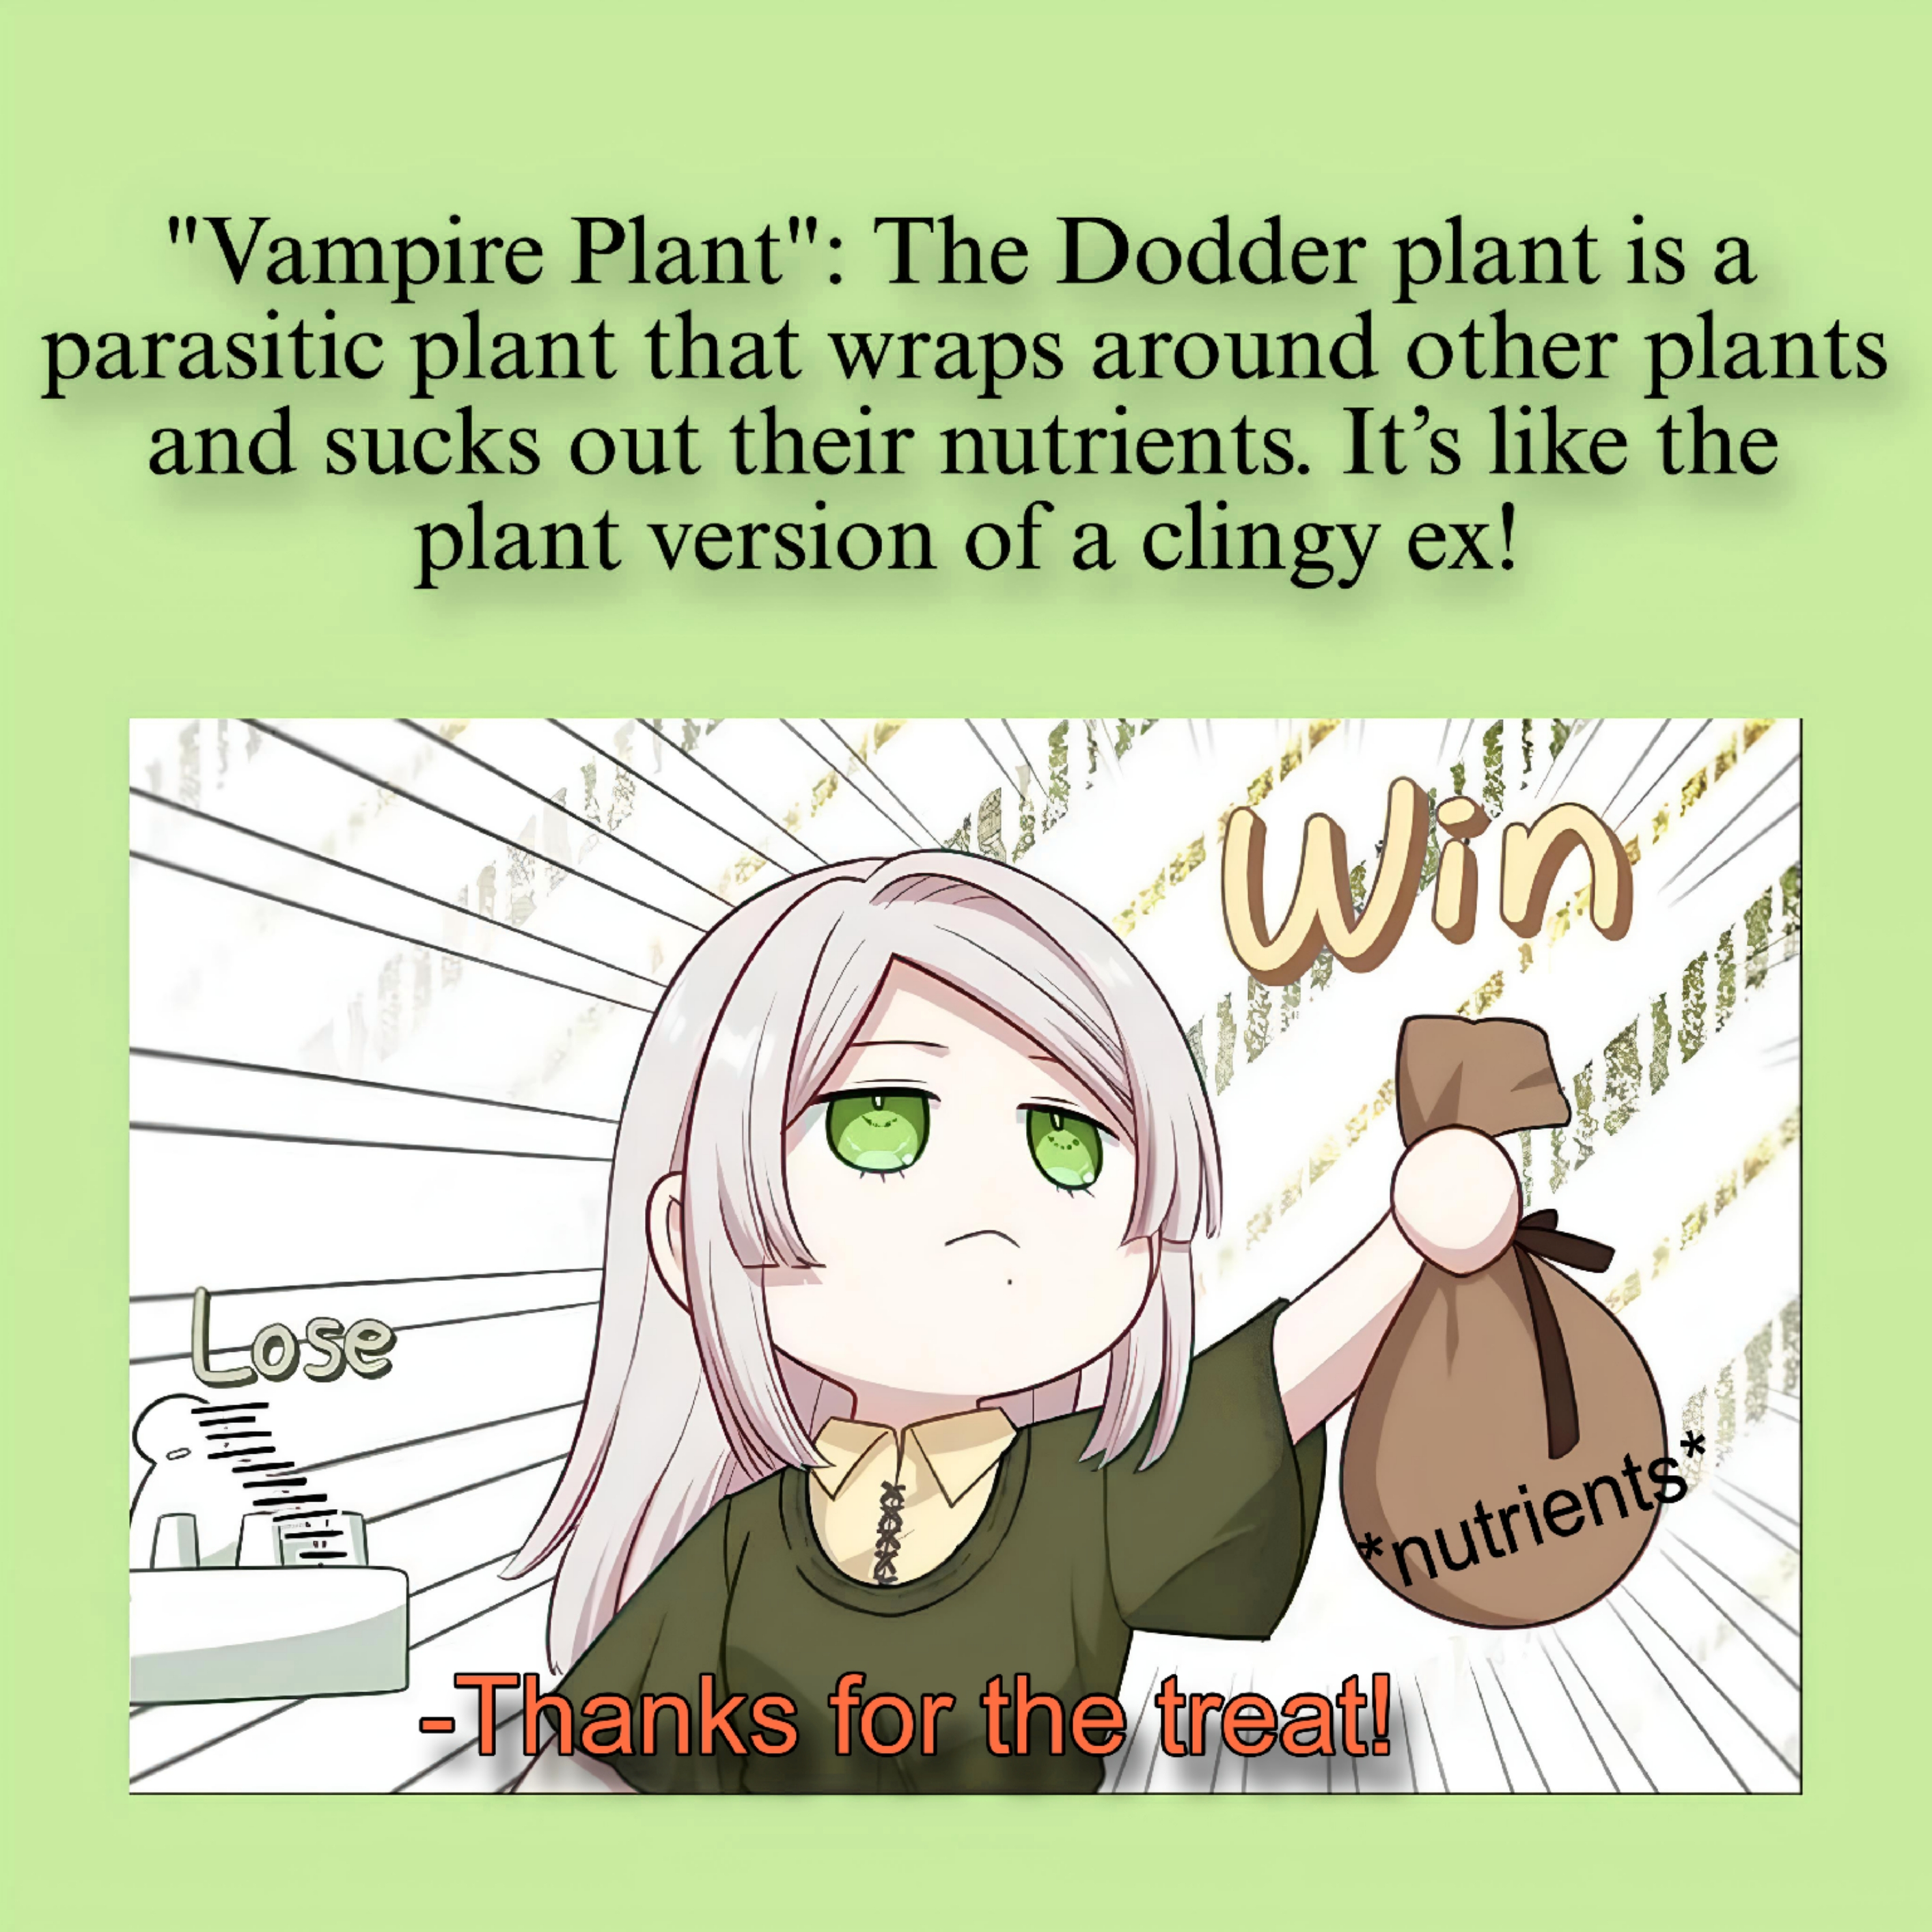 "Vampire Plant": The Dodder plant is a
parasitic plant that wraps around other plants
and sucks out their nutrients. It’s like the
plant version of a clingy ex!
Win
Lose
*nutrients*
-Thanks for the treat!